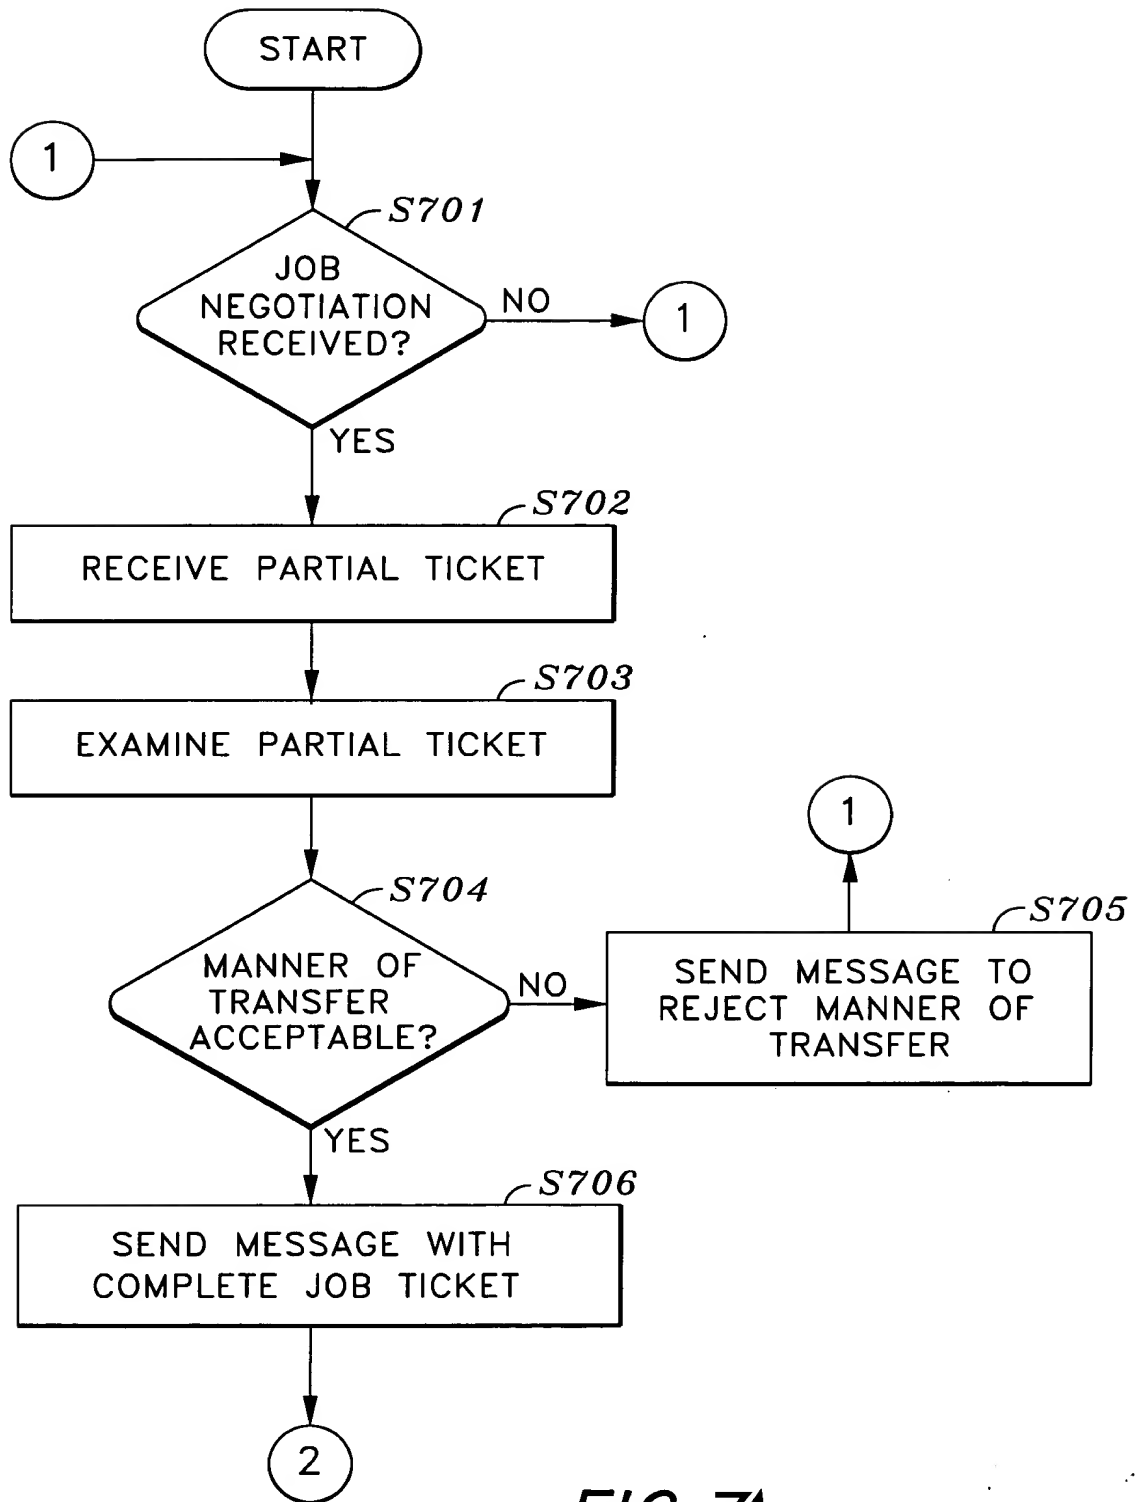 START
1
S701
JOB
NEGOTIATION
RECEIVED?
NO
1
YES
S702
RECEIVE PARTIAL TICKET
S703
EXAMINE PARTIAL TICKET
1
S704
MANNER OF
TRANSFER
ACCEPTABLE?
NO
S705
SEND MESSAGE TO
REJECT MANNER OF
TRANSFER
YES
S706
SEND MESSAGE WITH
COMPLETE JOB TICKET
2
FIG. 7A